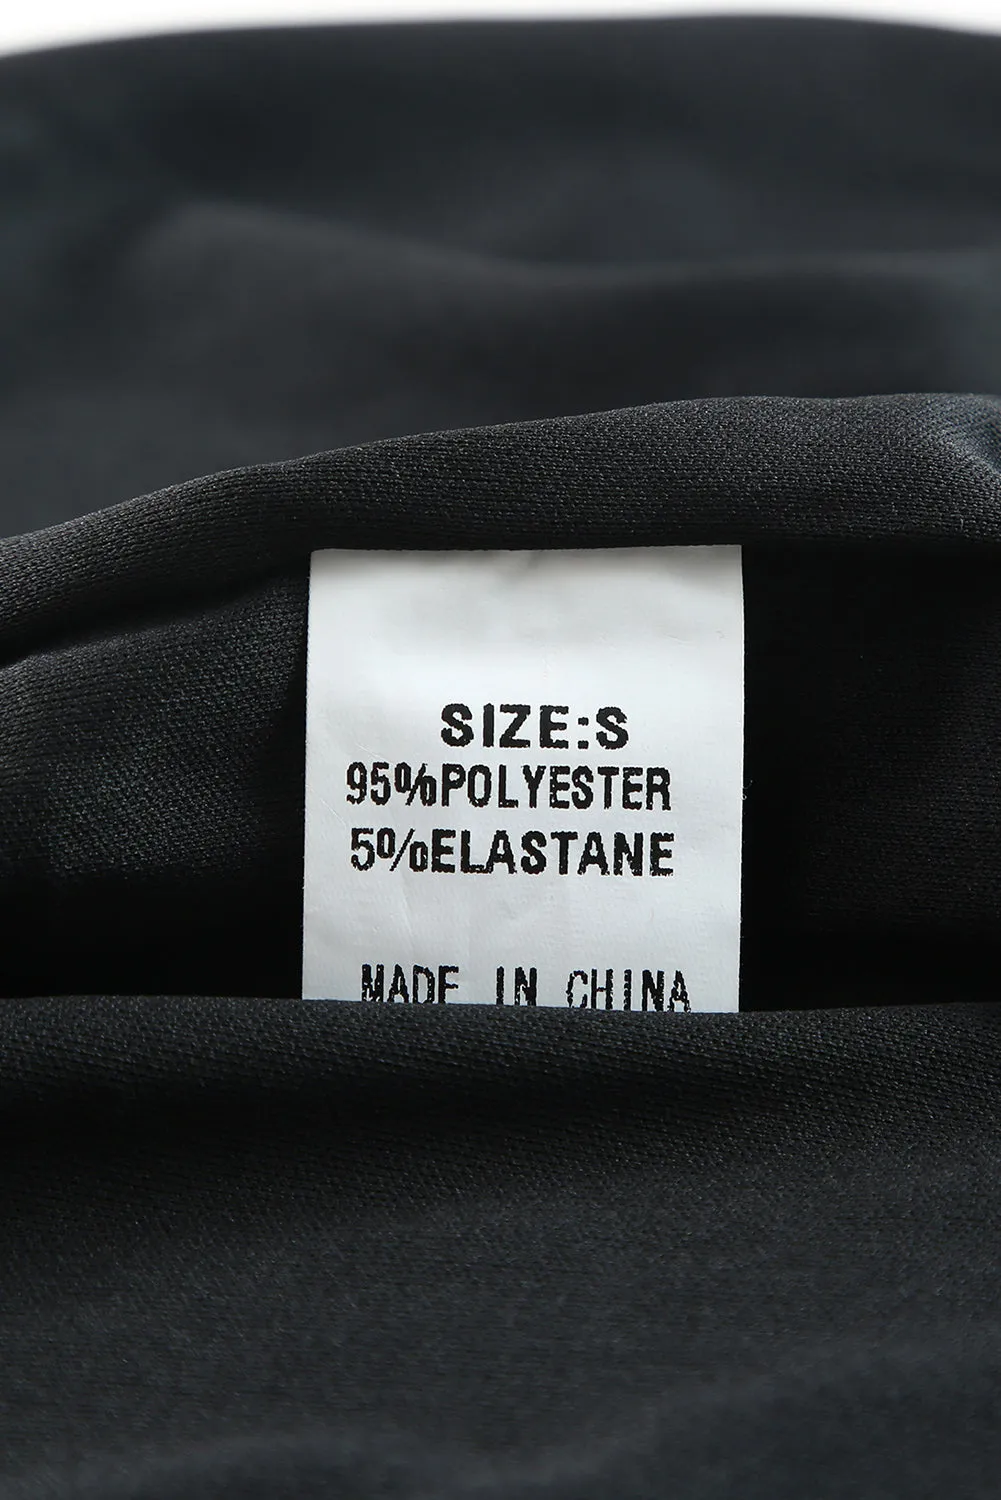 SIZE:S
95%POLYESTER
5%ELASTANE
MADE IN CHINA